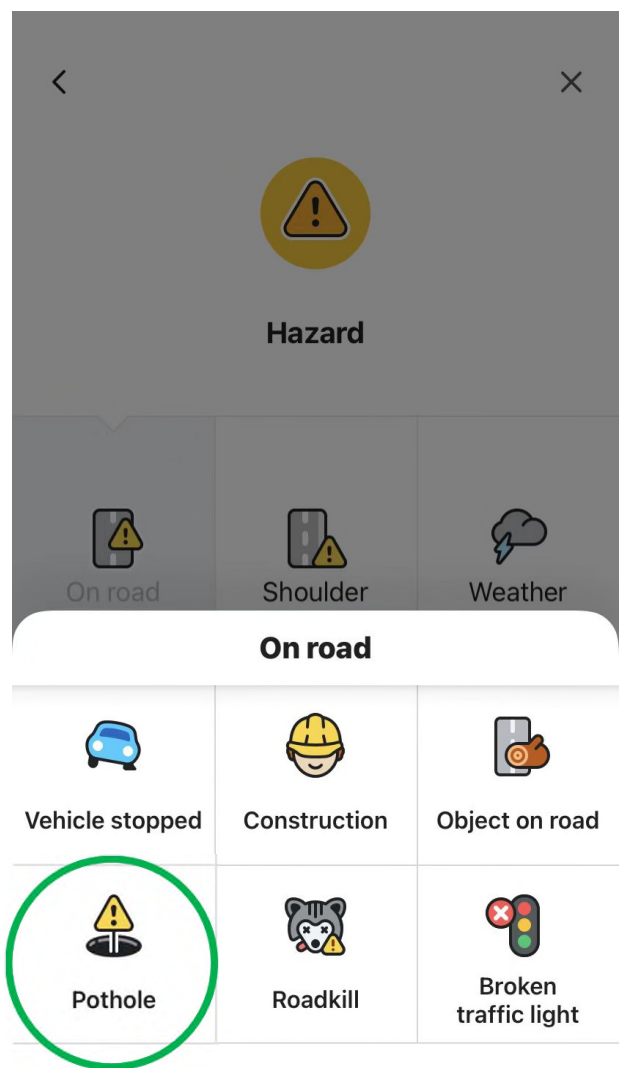 Hazard
On road
Shoulder
Weather
On road
Vehicle stopped
Construction
Object on road
Pothole
Roadkill
Broken
traffic light